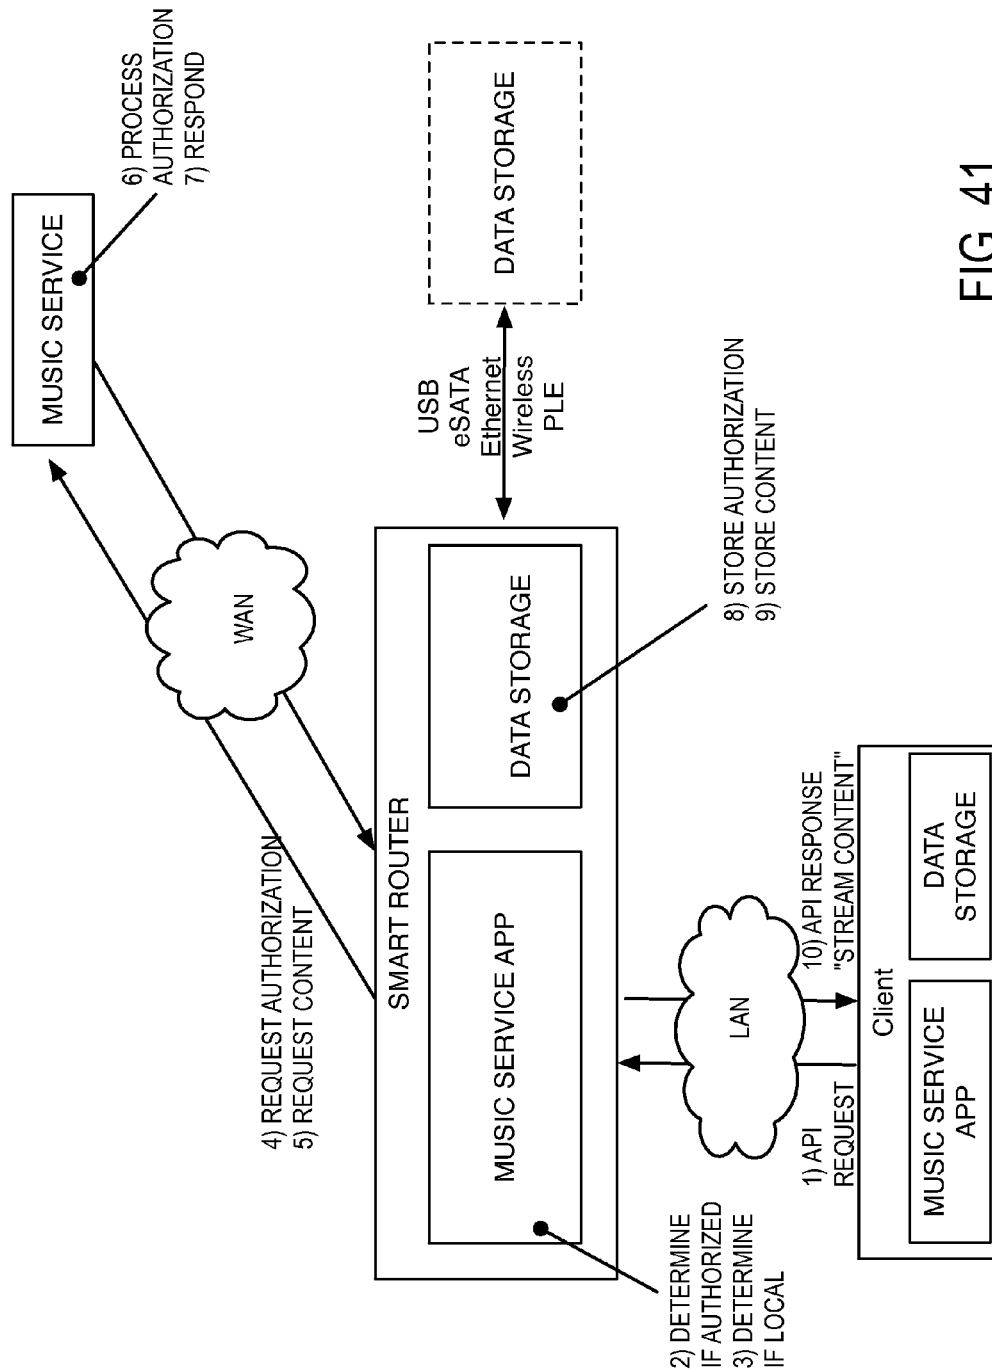 MUSIC SERVICE
6) PROCESS
AUTHORIZATION
7) RESPOND
WAN
4) REQUEST AUTHORIZATION
5) REQUEST CONTENT
SMART ROUTER
MUSIC SERVICE APP
DATA STORAGE
USB
eSATA
Ethernet
Wireless
PLE
DATA STORAGE
2) DETERMINE
IF AUTHORIZED
3) DETERMINE
IF LOCAL
8) STORE AUTHORIZATION
9) STORE CONTENT
LAN
1) API
REQUEST
10) API RESPONSE
"STREAM CONTENT"
Client
MUSIC SERVICE
APP
DATA
STORAGE
FIG. 41